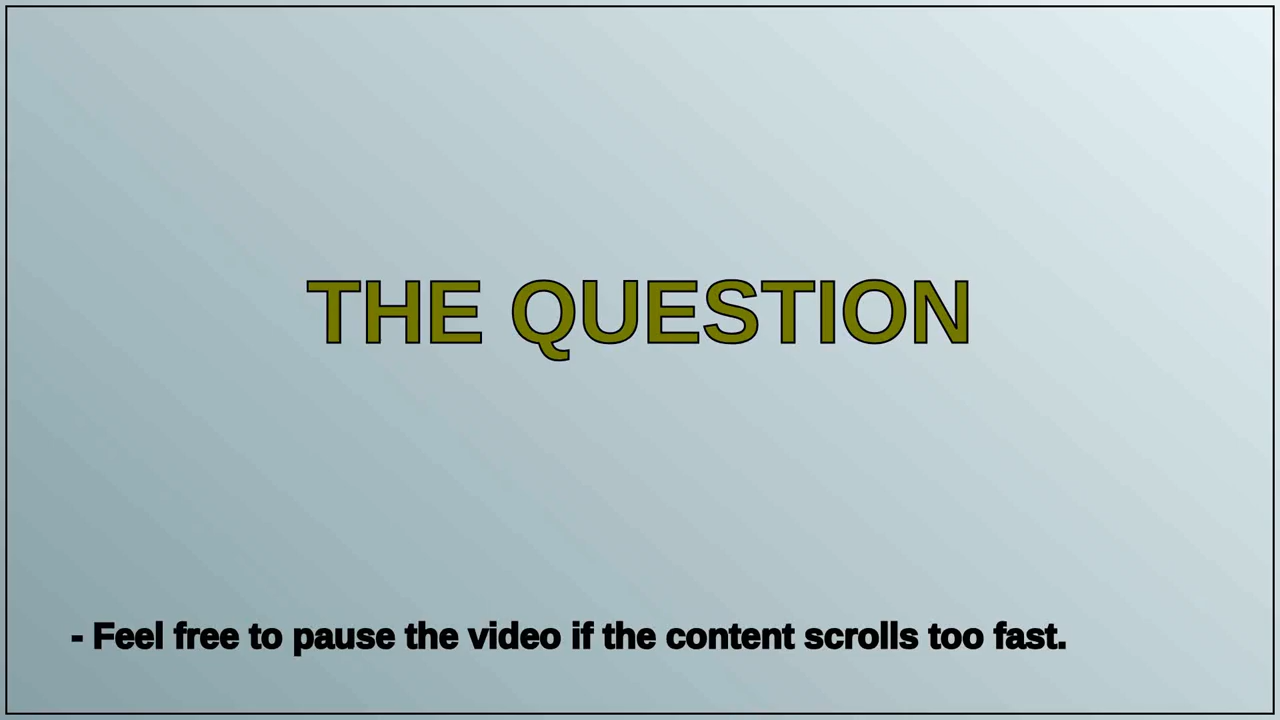 THE QUESTION
- Feel free to pause the video if the content scrolls too fast.